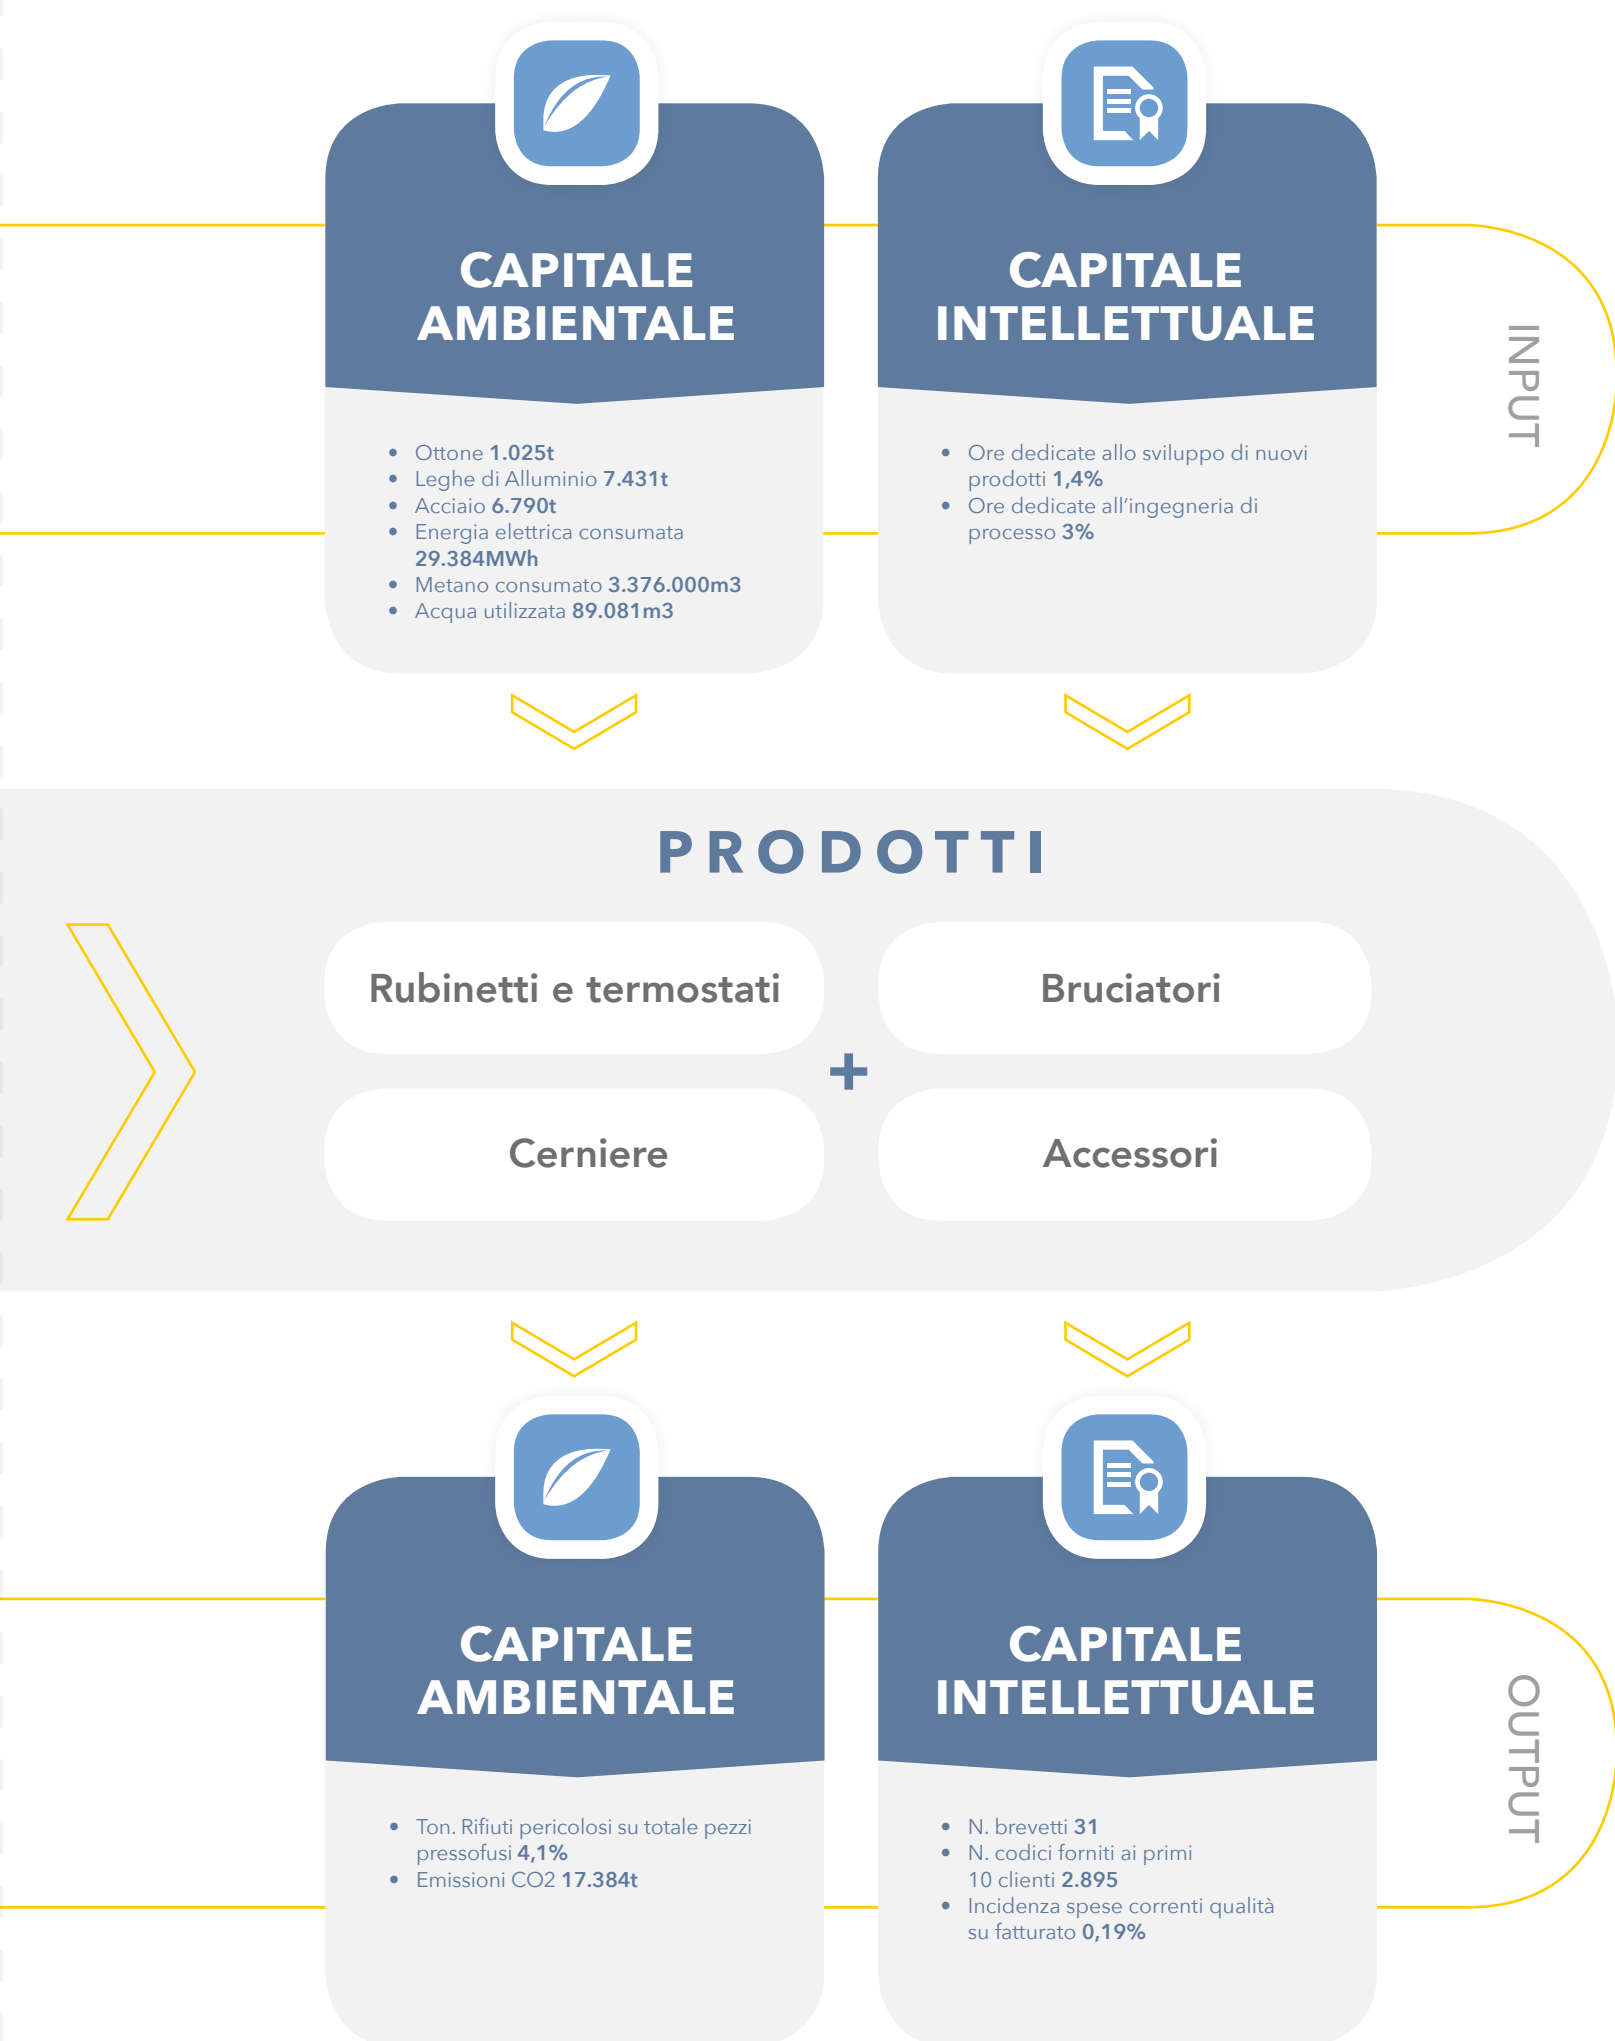 CAPITALE
AMBIENTALE
• Ottone 1.025t
• Leghe di Alluminio 7.431t
• Acciaio 6.790t
• Energia elettrica consumata
29.384MWh
• Metano consumato 3.376.000m3
• Acqua utilizzata 89.081m3
CAPITALE
INTELLETTUALE
• Ore dedicate allo sviluppo di nuovi
prodotti 1,4%
• Ore dedicate all'ingegneria di
processo 3%
INPUT
PRODOTTI
Rubinetti e termostati
Bruciatori
+
Cerniere
Accessori
CAPITALE
AMBIENTALE
• Ton. Rifiuti pericolosi su totale pezzi
pressofusi 4,1%
• Emissioni CO2 17.384t
CAPITALE
INTELLETTUALE
• N. brevetti 31
• N. codici forniti ai primi
10 clienti 2.895
• Incidenza spese correnti qualità
su fatturato 0,19%
OUTPUT